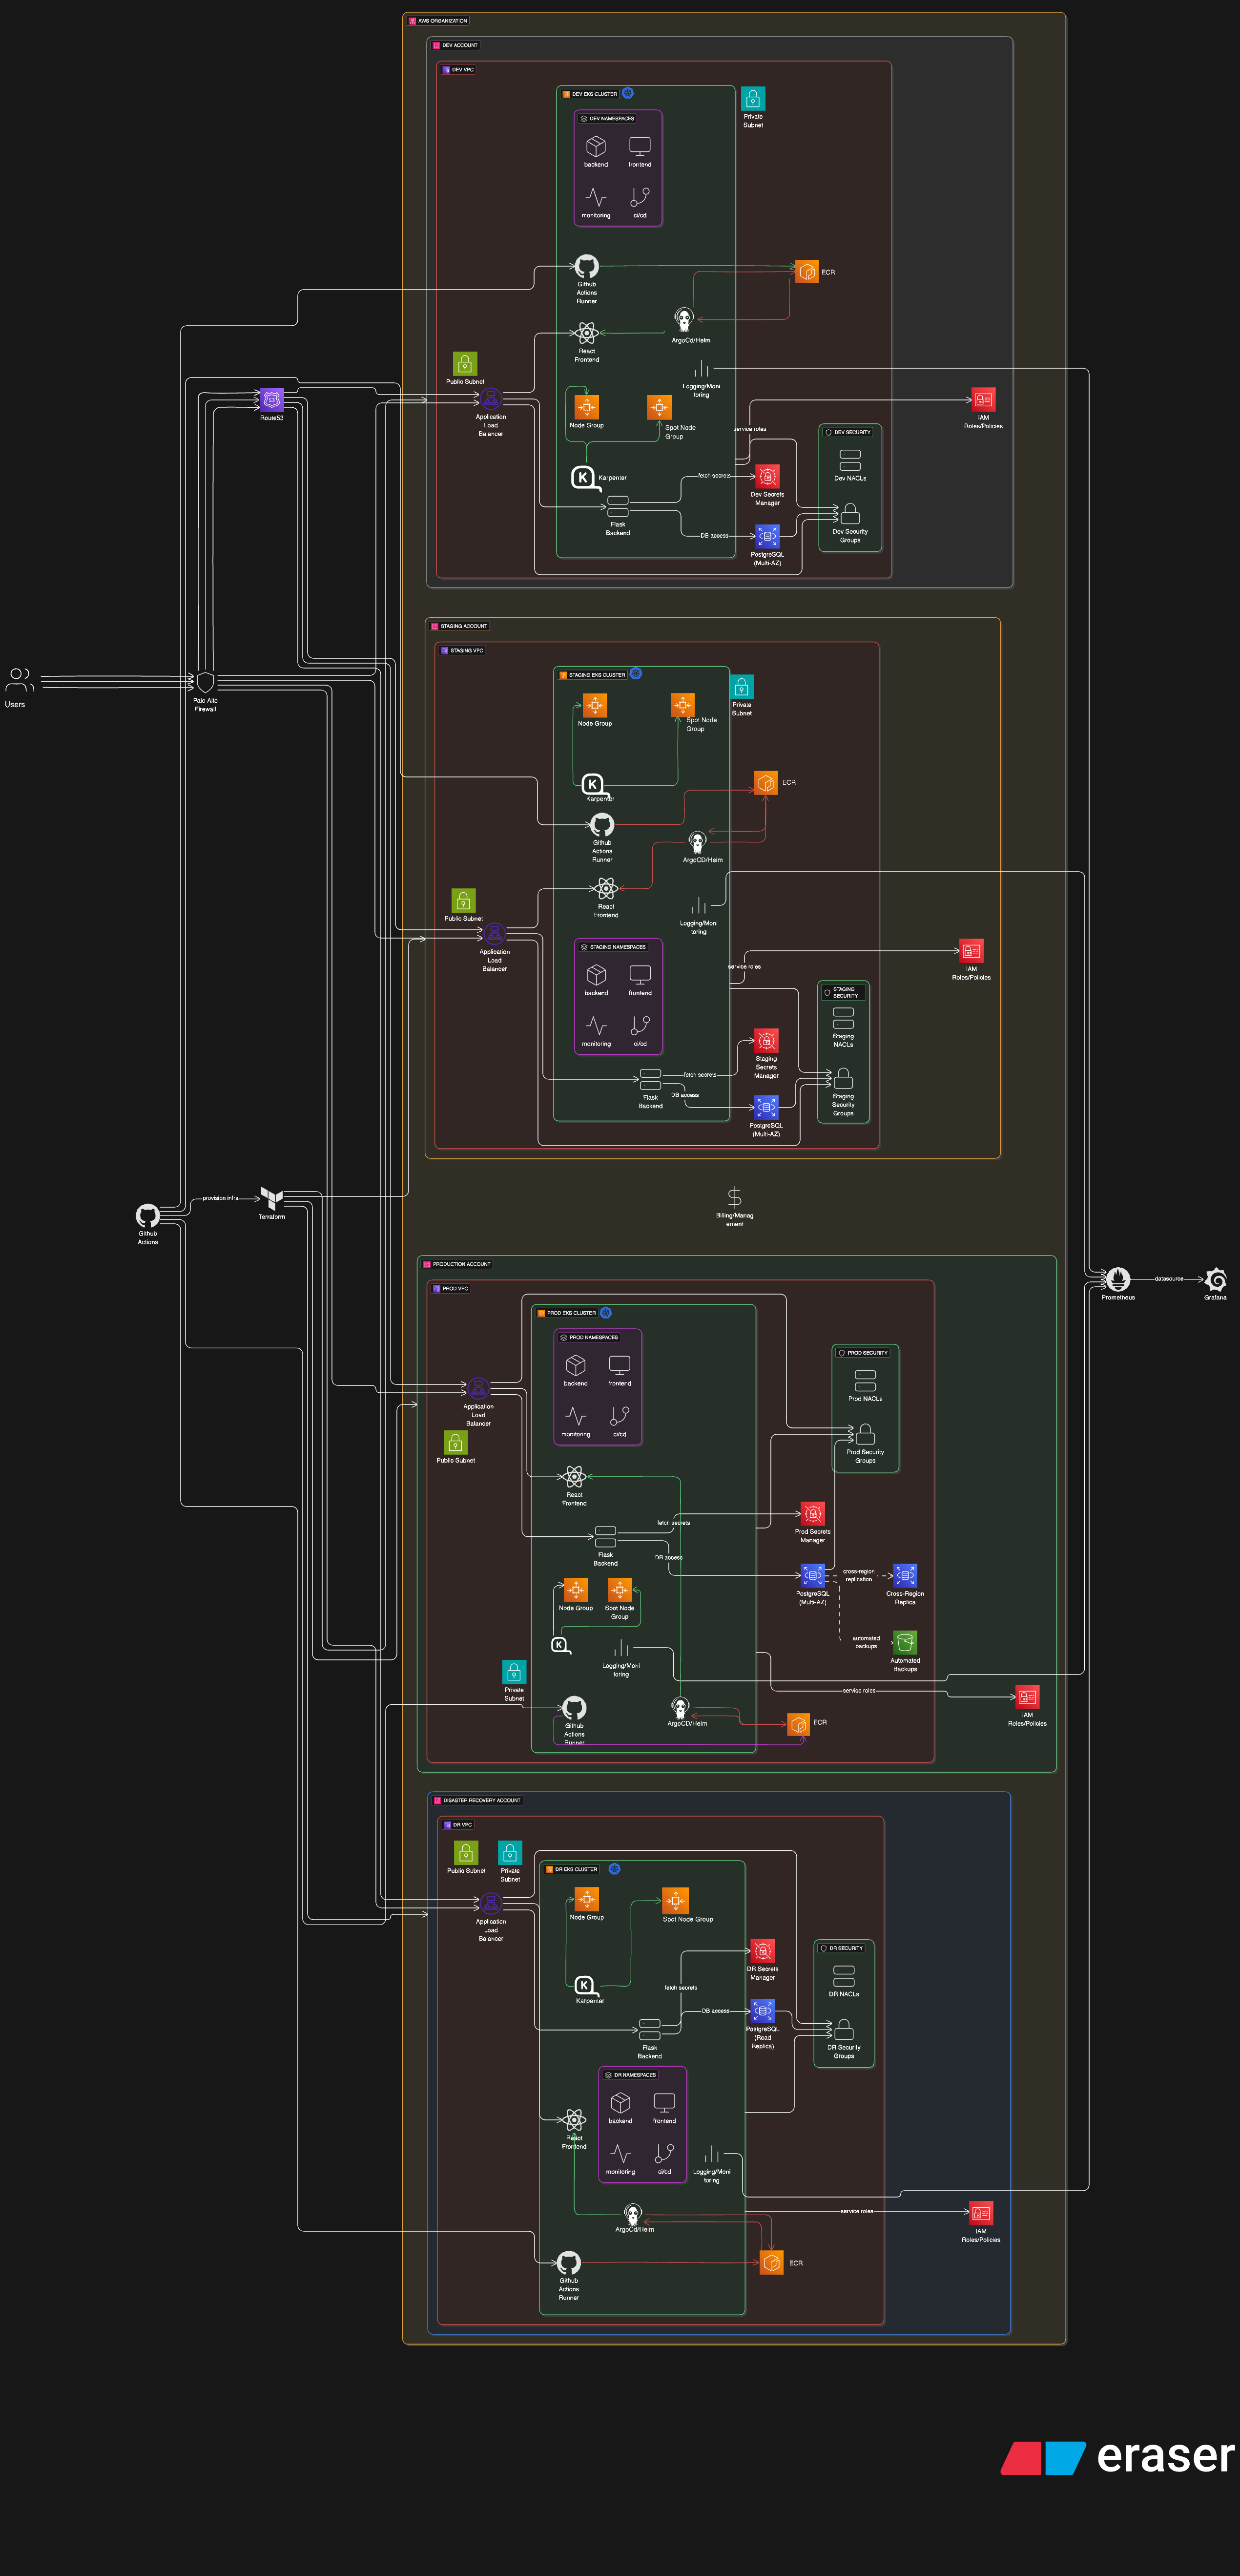 AWS ORGANIZATION
DEV ACCOUNT
DEV VPC
DEV EKS CLUSTER
Private
Subnet
DEV NAMESPACES
backend
frontend
monitoring
ci/cd
Github
Actions
Runner
ECR
ArgoCd/Helm
React
Frontend
Public Subnet
Logging/Moni
toring
Route53
Application
Load
Balancer
Node Group
Spot Node
Group
service roles
IAM
Roles/Policies
DEV SECURITY
Dev NACLs
Karpenter
fetch secrets
Dev Secrets
Manager
Flask
Backend
DB access
Dev Security
Groups
PostgreSQL
(Multi-AZ)
STAGING ACCOUNT
STAGING VPC
STAGING EKS CLUSTER
Users
Palo Alto
Firewall
Private
Subnet
Node Group
Spot Node
Group
ECR
Karpenter
Github
Actions
Runner
ArgoCD/Helm
React
Frontend
Public Subnet
Logging/Moni
toring
Application
Load
Balancer
STAGING NAMESPACES
backend
frontend
monitoring
ci/cd
service roles
IAM
Roles/Policies
STAGING
SECURITY
Staging
NACLs
Staging
Secrets
Manager
fetch secrets
DB access
Flask
Backend
Staging
Security
Groups
PostgreSQL
(Multi-AZ)
provision infra
Terraform
Github
Actions
Billing/Manag
ement
PRODUCTION ACCOUNT
PROD VPC
Prometheus
datasource
Grafana
PROD EKS CLUSTER
PROD NAMESPACES
backend
frontend
monitoring
ci/cd
PROD SECURITY
Prod NACLs
Prod Security
Groups
Application
Load
Balancer
Public Subnet
React
Frontend
fetch secrets
Prod Secrets
Manager
Flask
Backend
DB access
PostgreSQL
(Multi-AZ)
cross-region
replication
Cross-Region
Replica
Node Group
Spot Node
Group
automated
backups
Automated
Backups
Logging/Moni
toring
Private
Subnet
service roles
IAM
Roles/Policies
Github
Actions
Runner
ArgoCD/Helm
ECR
DISASTER RECOVERY ACCOUNT
DR VPC
Public Subnet
Private
Subnet
DR EKS CLUSTER
Application
Load
Balancer
Node Group
Spot Node Group
DR SECURITY
DR NACLs
DR Secrets
Manager
fetch secrets
Karpenter
DB access
PostgreSQL
(Read
Replica)
Flask
Backend
DR Security
Groups
DR NAMESPACES
backend
frontend
monitoring
ci/cd
React
Frontend
Logging/Moni
toring
ArgoCd/Helm
service roles
IAM
Roles/Policies
ECR
Github
Actions
Runner
eraser